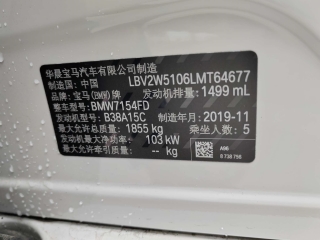 华晨宝马汽车有限公司制造
制造国：中国 LBV2W5106LMT64677
品牌：宝马(BMW)牌 发动机排量：1499 mL
整车型号：BMW7154FD
发动机型号：B38A15C 制造年月：2019-11
最大允许总质量：1855 kg 乘坐人数：5
发动机最大净功率：103 kW
最大允许牵引质量：-- kg
A98
8 738 796